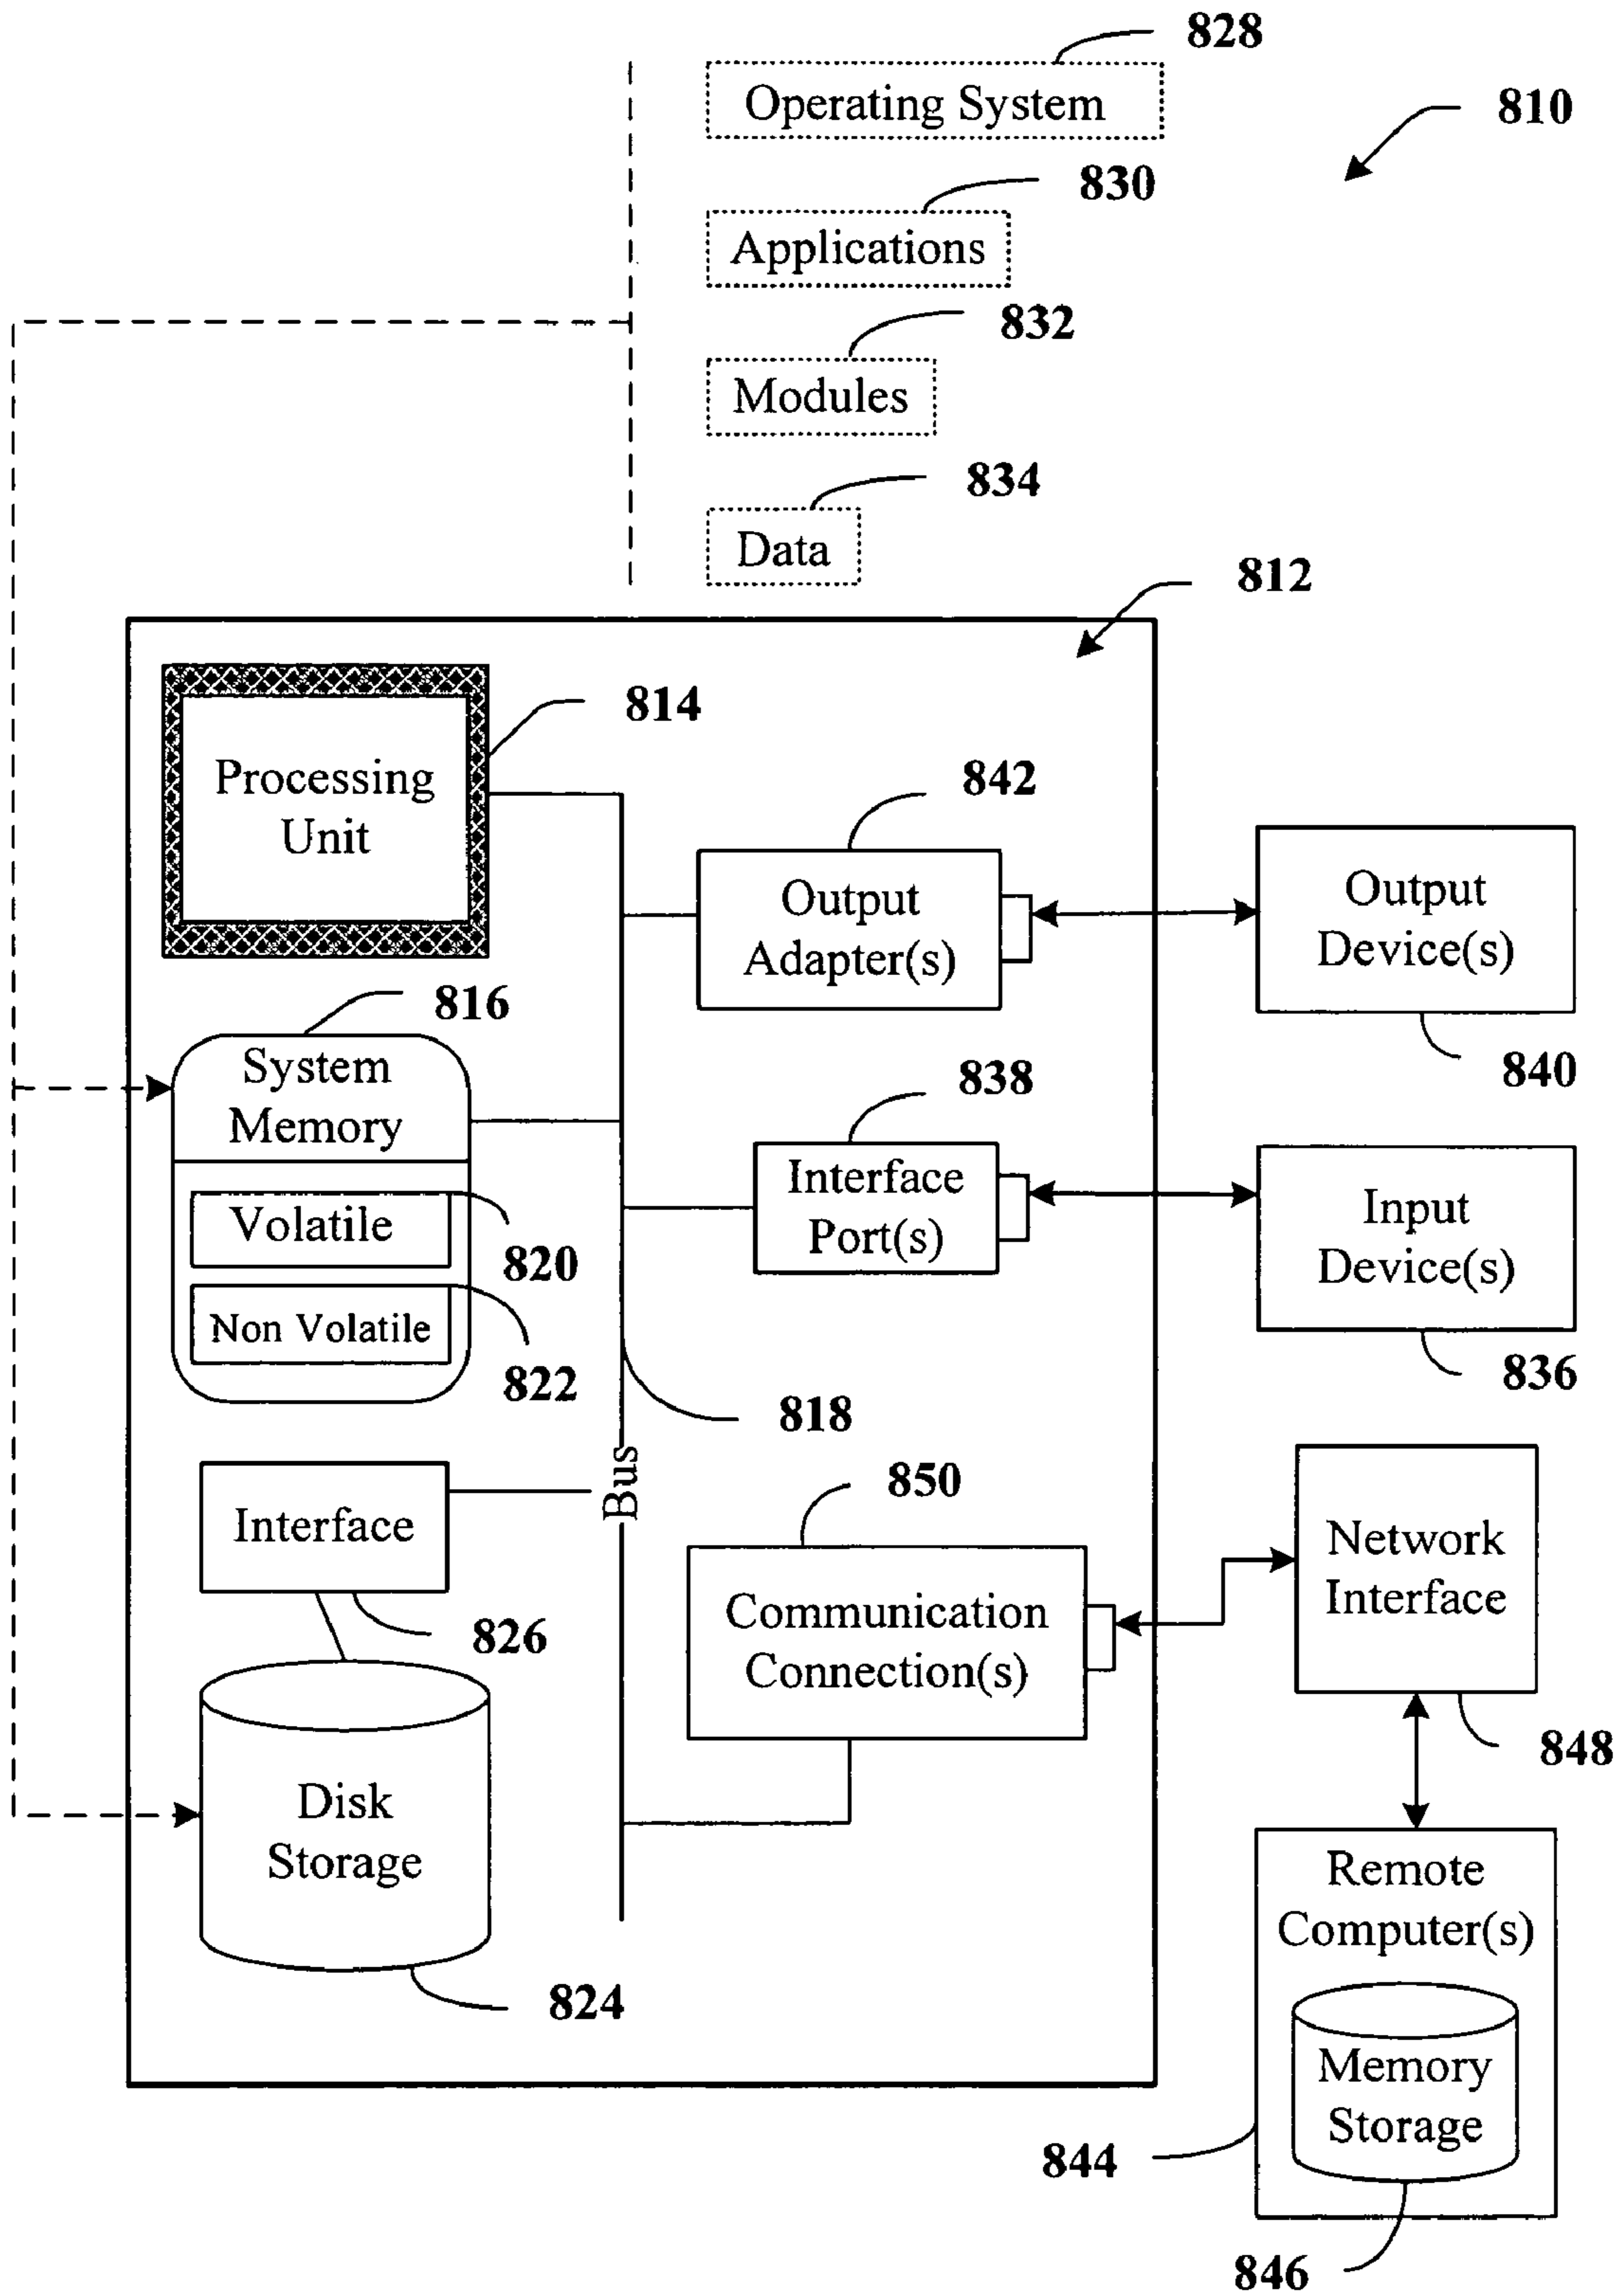 828
Operating System
810
830
Applications
832
Modules
834
Data
812
814
Processing
Unit
842
Output
Adapter(s)
Output
Device(s)
840
816
System
Memory
838
Interface
Port(s)
Input
Device(s)
836
Volatile
820
Non Volatile
822
818
Bus
850
Interface
826
Communication
Connection(s)
Network
Interface
848
Disk
Storage
824
Remote
Computer(s)
Memory
Storage
844
846